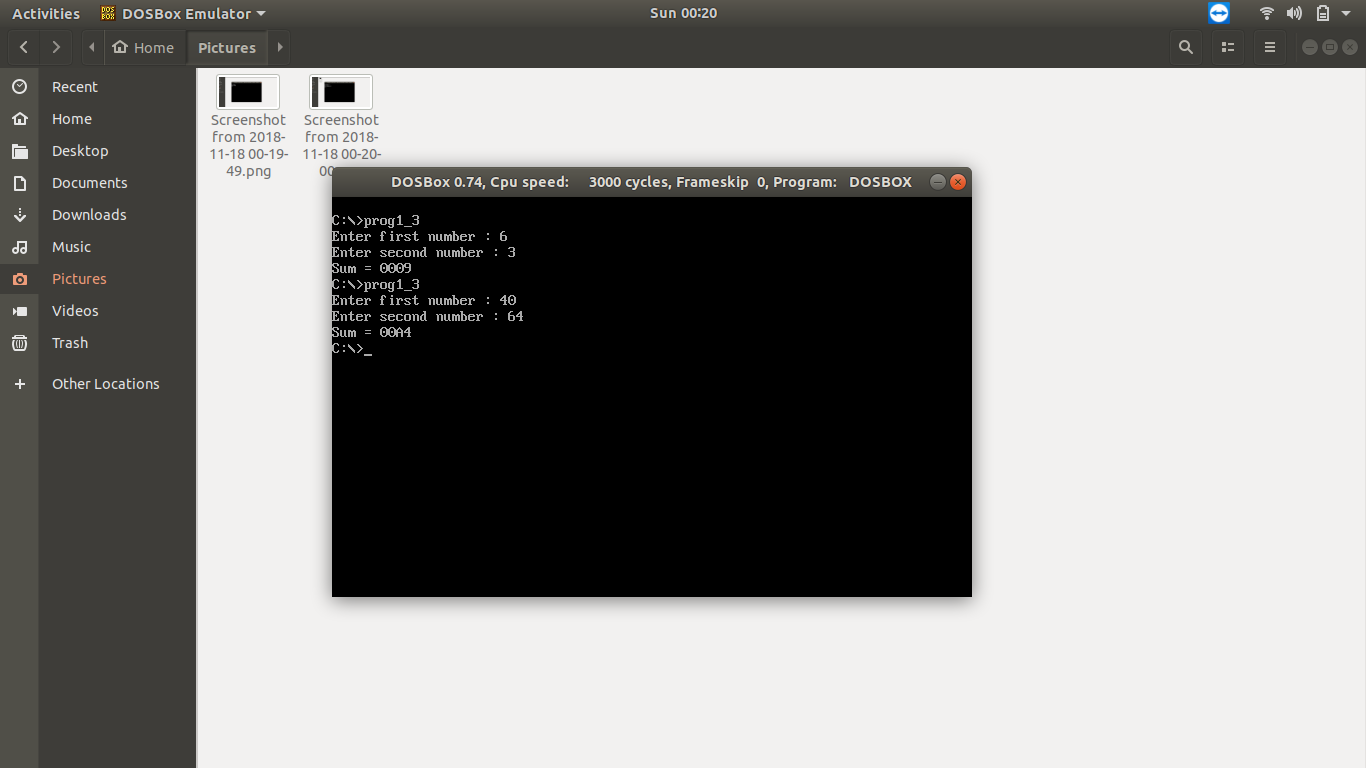 Activities
DOSBox Emulator
Sun 00:20
Home
Pictures
Recent
Home
Desktop
Documents
Downloads
Music
Pictures
Videos
Trash
Other Locations
Screenshot
from 2018-
11-18 00-19-
49.png
Screenshot
from 2018-
11-18 00-20-
DOSBox 0.74, Cpu speed: 3000 cycles, Frameskip 0, Program: DOSBOX
C:\>prog1_3
Enter first number : 6
Enter second number : 3
Sum = 0009
C:\>prog1_3
Enter first number : 40
Enter second number : 64
Sum = 00A4
C:\>_